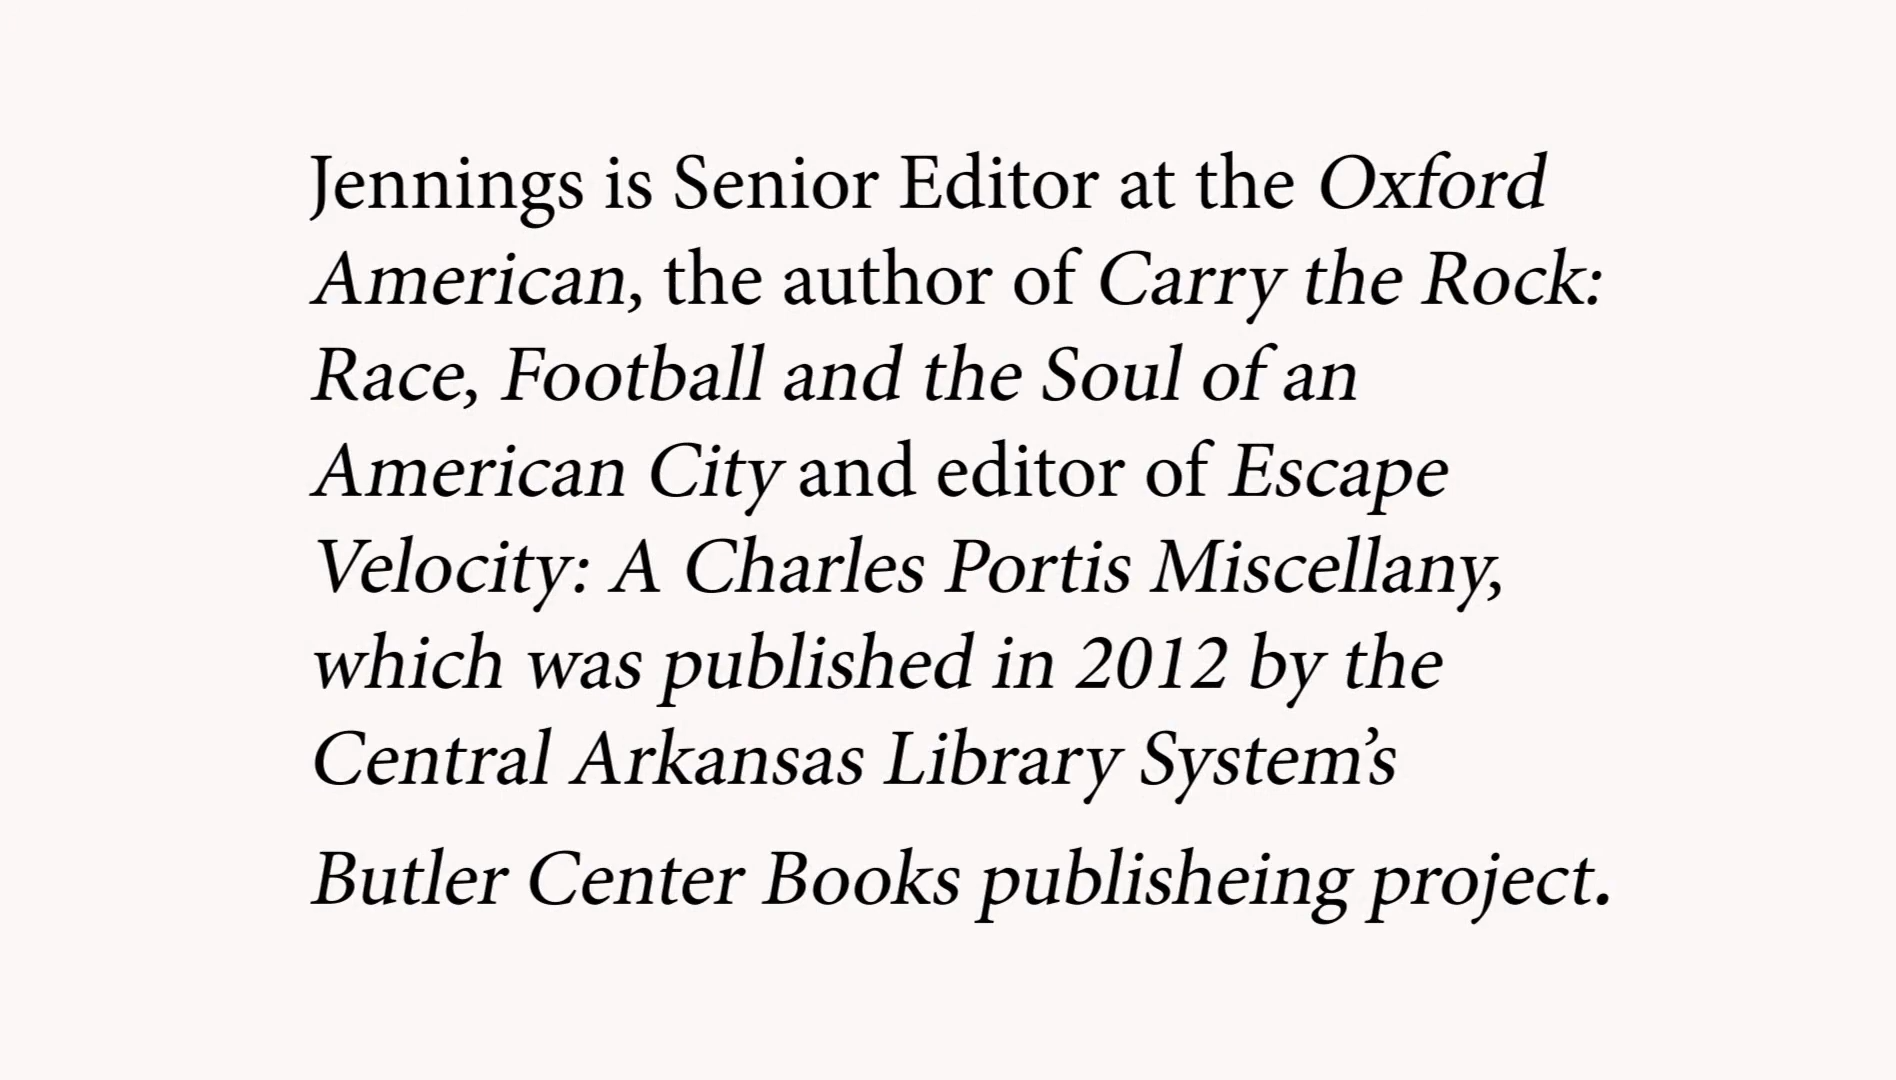 Jennings is Senior Editor at the Oxford
American, the author of Carry the Rock:
Race, Football and the Soul of an
American City and editor of Escape
Velocity: A Charles Portis Miscellany,
which was published in 2012 by the
Central Arkansas Library System’s
Butler Center Books publisheing project.